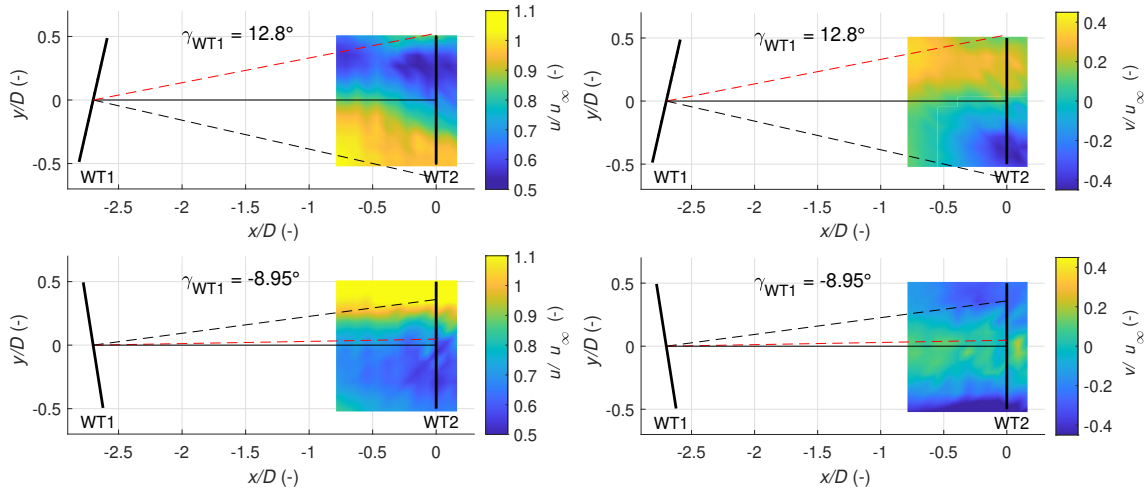 γWT1 = 12.8°
0.5
0
-0.5
y/D (-)
WT1
WT2
-2.5 -2 -1.5 -1 -0.5 0
x/D (-)
1.1
1.0
0.9
0.8
0.7
0.6
0.5
u/ u∞ (-)
γWT1 = 12.8°
0.5
0
-0.5
y/D (-)
WT1
WT2
-2.5 -2 -1.5 -1 -0.5 0
x/D (-)
0.4
0.2
0
-0.2
-0.4
v/ u∞ (-)
γWT1 = -8.95°
0.5
0
-0.5
y/D (-)
WT1
WT2
-2.5 -2 -1.5 -1 -0.5 0
x/D (-)
1.1
1.0
0.9
0.8
0.7
0.6
0.5
u/ u∞ (-)
γWT1 = -8.95°
0.5
0
-0.5
y/D (-)
WT1
WT2
-2.5 -2 -1.5 -1 -0.5 0
x/D (-)
0.4
0.2
0
-0.2
-0.4
v/ u∞ (-)